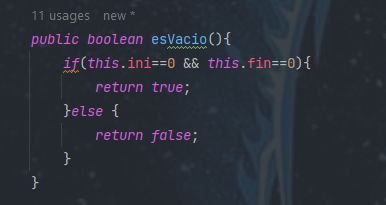 11 usages   new *
public boolean esVacio(){
    if(this.ini==0 && this.fin==0){
        return true;
    }else {
        return false;
    }
}